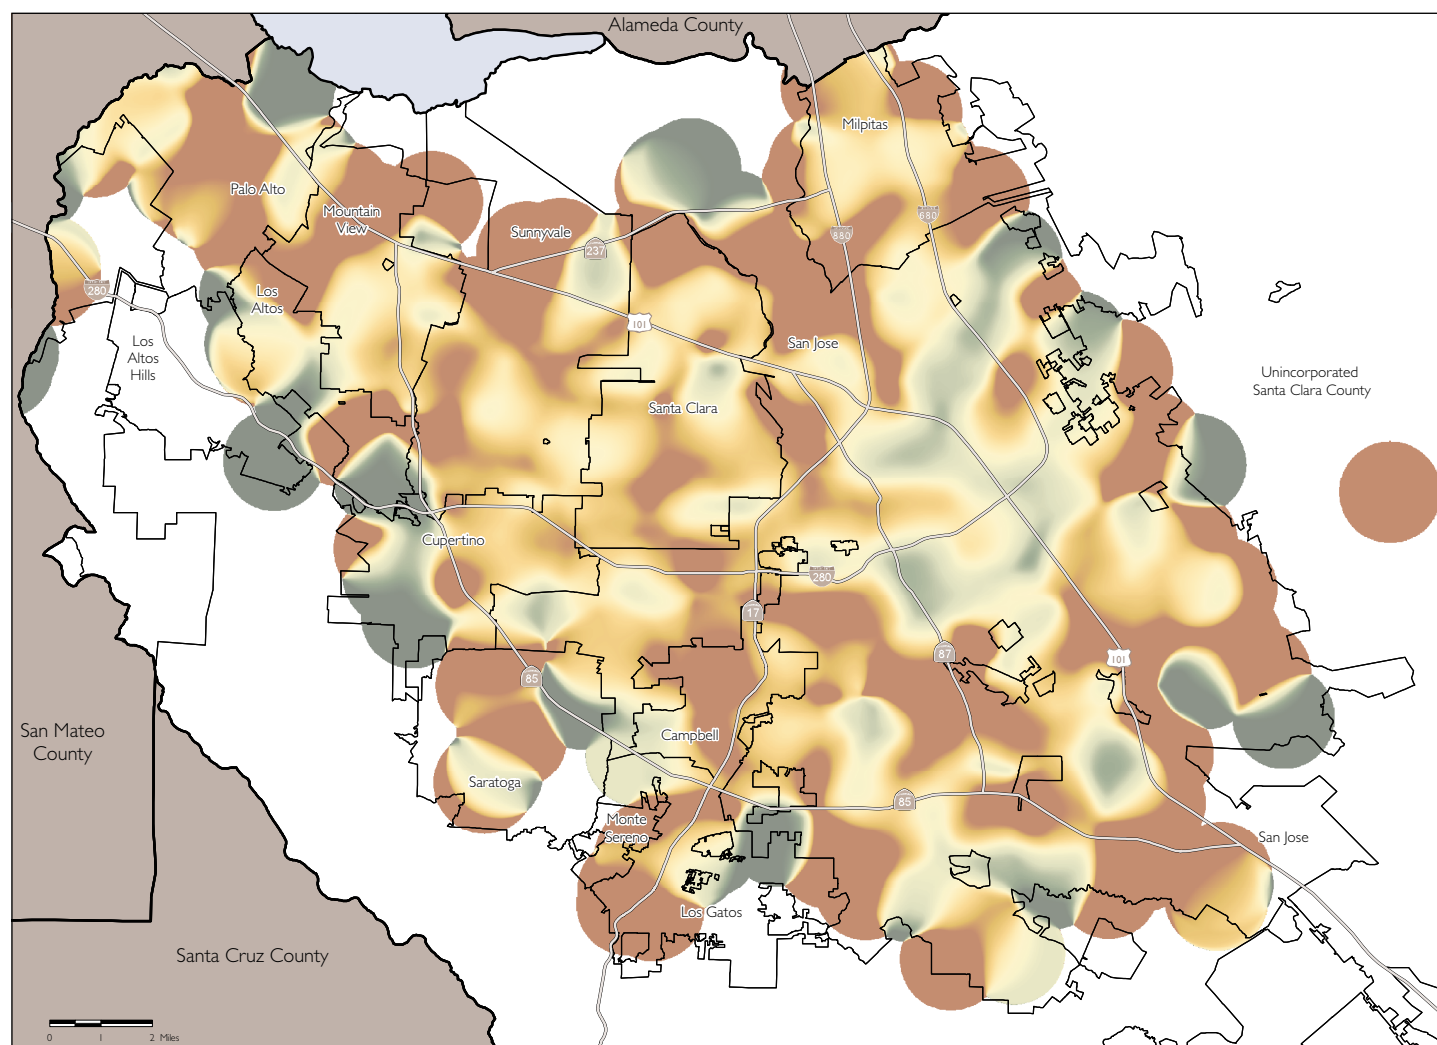 Alameda County
Milpitas
Palo Alto
Mountain
View
Sunnyvale
237
880
680
280
Los
Altos
Los
Altos
Hills
101
San Jose
Santa Clara
Unincorporated
Santa Clara County
Cupertino
280
17
87
101
85
San Mateo
County
Campbell
Saratoga
85
Monte
Sereno
San Jose
Los Gatos
Santa Cruz County
0 1 2 Miles